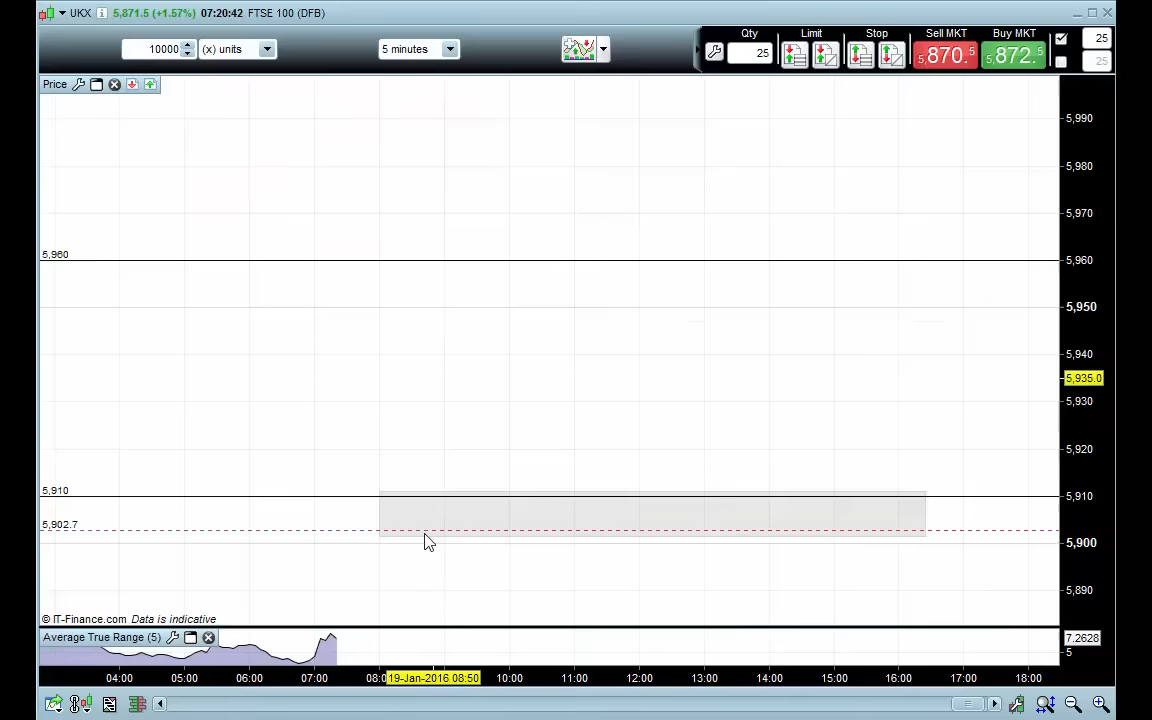 UKX 5,871.5 (+1.57%) 07:20:42 FTSE 100 (DFB)
10000 (x) units 5 minutes
Qty Limit Stop Sell MKT Buy MKT
25 5,870.5 5,872.5 25
25
Price
5,990
5,980
5,970
5,960 5,960
5,950
5,940
5,935.0
5,930
5,920
5,910 5,910
5,902.7
5,900
5,890
© IT-Finance.com Data is indicative
Average True Range (5) 7.2628
5
04:00 05:00 06:00 07:00 08:0 19-Jan-2016 08:50 10:00 11:00 12:00 13:00 14:00 15:00 16:00 17:00 18:00